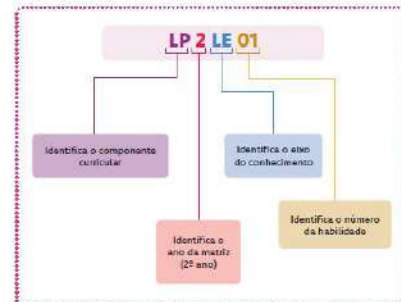 LP 2 LE 01
Identifica o componente
curricular
Identifica o eixo
do conhecimento
Identifica o
ano da matriz
(2º ano)
Identifica o número
da habilidade